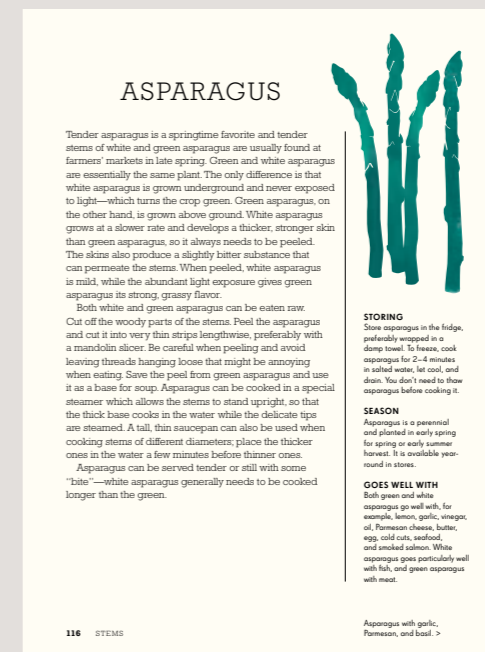 ASPARAGUS
Tender asparagus is a springtime favorite and tender
stems of white and green asparagus are usually found at
farmers' markets in late spring. Green and white asparagus
are essentially the same plant. The only difference is that
white asparagus is grown underground and never exposed
to light—which turns the crop green. Green asparagus, on
the other hand, is grown above ground. White asparagus
grows at a slower rate and develops a thicker, stronger skin
than green asparagus, so it always needs to be peeled.
The skins also produce a slightly bitter substance that
can permeate the stems. When peeled, white asparagus
is mild, while the abundant light exposure gives green
asparagus its strong, grassy flavor.
Both white and green asparagus can be eaten raw.
Cut off the woody parts of the stems. Peel the asparagus
and cut it into very thin strips lengthwise, preferably with
a mandolin slicer. Be careful when peeling and avoid
leaving threads hanging loose that might be annoying
when eating. Save the peel from green asparagus and use
it as a base for soup. Asparagus can be cooked in a special
steamer which allows the stems to stand upright, so that
the thick base cooks in the water while the delicate tips
are steamed. A tall, thin saucepan can also be used when
cooking stems of different diameters; place the thicker
ones in the water a few minutes before thinner ones.
Asparagus can be served tender or still with some
"bite"—white asparagus generally needs to be cooked
longer than the green.
STORING
Store asparagus in the fridge,
preferably wrapped in a
damp towel. To freeze, cook
asparagus for 2–4 minutes
in salted water, let cool, and
drain. You don't need to thaw
asparagus before cooking it.
SEASON
Asparagus is a perennial
and planted in early spring
for spring or early summer
harvest. It is available year-
round in stores.
GOES WELL WITH
Both green and white
asparagus go well with, for
example, lemon, garlic, vinegar,
oil, Parmesan cheese, butter,
egg, cold cuts, seafood,
and smoked salmon. White
asparagus goes particularly well
with fish, and green asparagus
with meat.
Asparagus with garlic,
Parmesan, and basil. >
116 STEMS